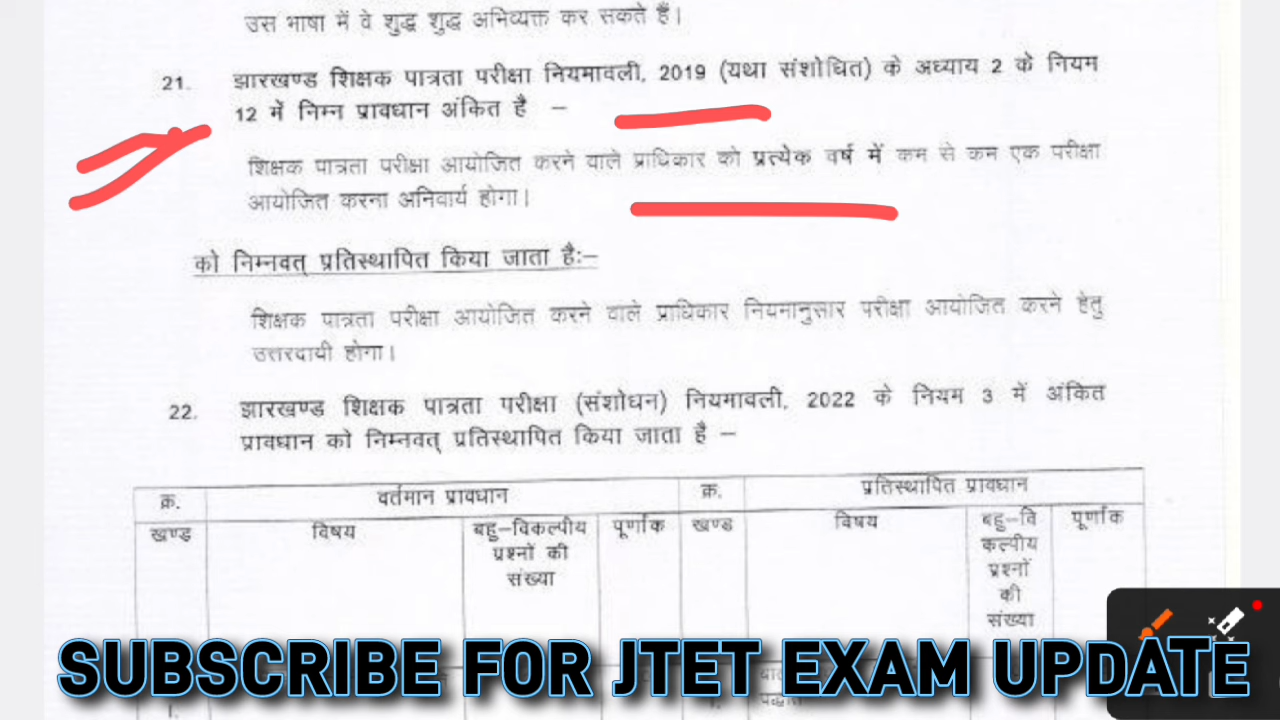 उस भाषा में वे शुद्ध शुद्ध अभिव्यक्त कर सकते हैं।
21. झारखण्ड शिक्षक पात्रता परीक्षा नियमावली, 2019 (यथा संशोधित) के अध्याय 2 के नियम
12 में निम्न प्रावधान अंकित है –
शिक्षक पात्रता परीक्षा आयोजित करने वाले प्राधिकार को प्रत्येक वर्ष में कम से कम एक परीक्षा
आयोजित करना अनिवार्य होगा।
को निम्नवत् प्रतिस्थापित किया जाता हैः–
शिक्षक पात्रता परीक्षा आयोजित करने वाले प्राधिकार नियमानुसार परीक्षा आयोजित करने हेतु
उत्तरदायी होगा।
22. झारखण्ड शिक्षक पात्रता परीक्षा (संशोधन) नियमावली, 2022 के नियम 3 में अंकित
प्रावधान को निम्नवत् प्रतिस्थापित किया जाता है –
क्र. वर्तमान प्रावधान क्र. प्रतिस्थापित प्रावधान
खण्ड विषय बहु–विकल्पीय पूर्णांक खण्ड विषय बहु–वि पूर्णांक
प्रश्नों की कल्पीय
संख्या प्रश्नों
की
संख्या
SUBSCRIBE FOR JTET EXAM UPDATE